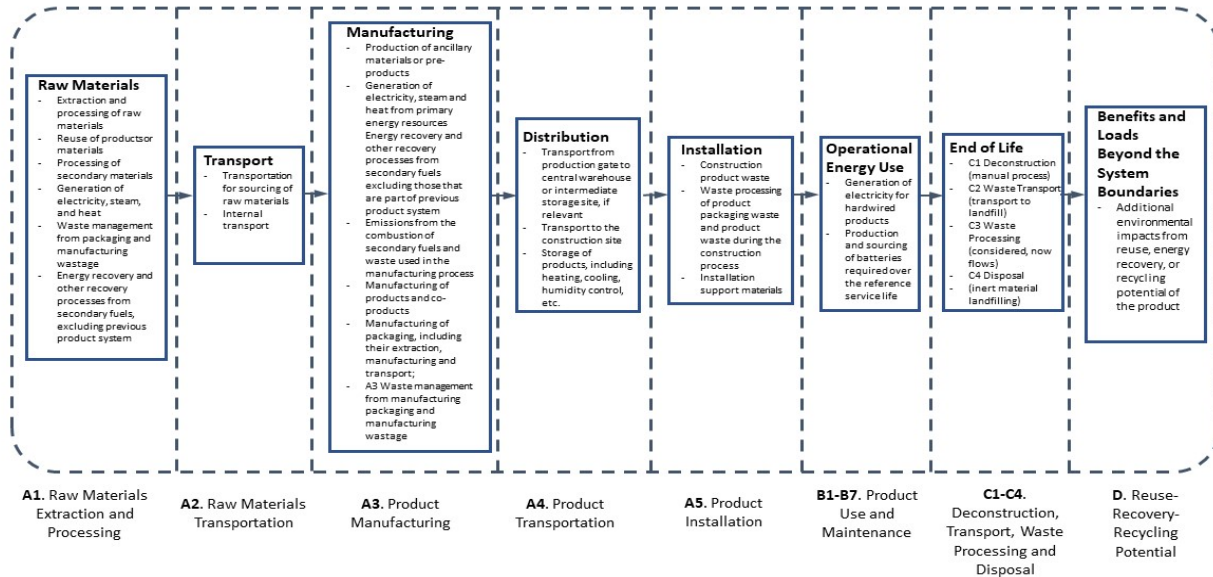 Raw Materials
- Extraction and
processing of raw
materials
- Reuse of productsor
materials
- Processing of
secondary materials
- Generation of
electricity, steam,
and heat
- Waste management
from packaging and
manufacturing
wastage
- Energy recovery and
other recovery
processes from
secondary fuels,
excluding previous
product system
Transport
- Transportation
for sourcing of
raw materials
- Internal
transport
Manufacturing
- Production of ancillary
materials or pre-
products
- Generation of
electricity, steam and
heat from primary
energy resources
Energy recovery and
other recovery
processes from
secondary fuels
excluding those that
are part of previous
product system
- Emissions from the
combustion of
secondary fuels and
waste used in the
manufacturing process
- Manufacturing of
products and co-
products
- Manufacturing of
packaging, including
their extraction,
manufacturing and
transport;
- A3 Waste management
from manufacturing
packaging and
manufacturing
wastage
Distribution
- Transport from
production gate to
central warehouse
or intermediate
storage site, if
relevant
- Transport to the
construction site
- Storage of
products, including
heating, cooling,
humidity control,
etc.
Installation
- Construction
product waste
- Waste processing
of product
packaging waste
and product
waste during the
construction
process
- Installation
support materials
Operational
Energy Use
- Generation of
electricity for
hardwired
products
- Production
and sourcing
of batteries
required over
the reference
service life
End of Life
- C1 Deconstruction
(manual process)
- C2 Waste Transport
- (transport to
landfill)
- C3 Waste
Processing
(considered, now
flows)
- C4 Disposal
- (inert material
landfilling)
Benefits and
Loads
Beyond the
System
Boundaries
- Additional
environmental
impacts from
reuse, energy
recovery, or
recycling
potential of
the product
A1. Raw Materials
Extraction and
Processing
A2. Raw Materials
Transportation
A3. Product
Manufacturing
A4. Product
Transportation
A5. Product
Installation
B1-B7. Product
Use and
Maintenance
C1-C4.
Deconstruction,
Transport, Waste
Processing and
Disposal
D. Reuse-
Recovery-
Recycling
Potential